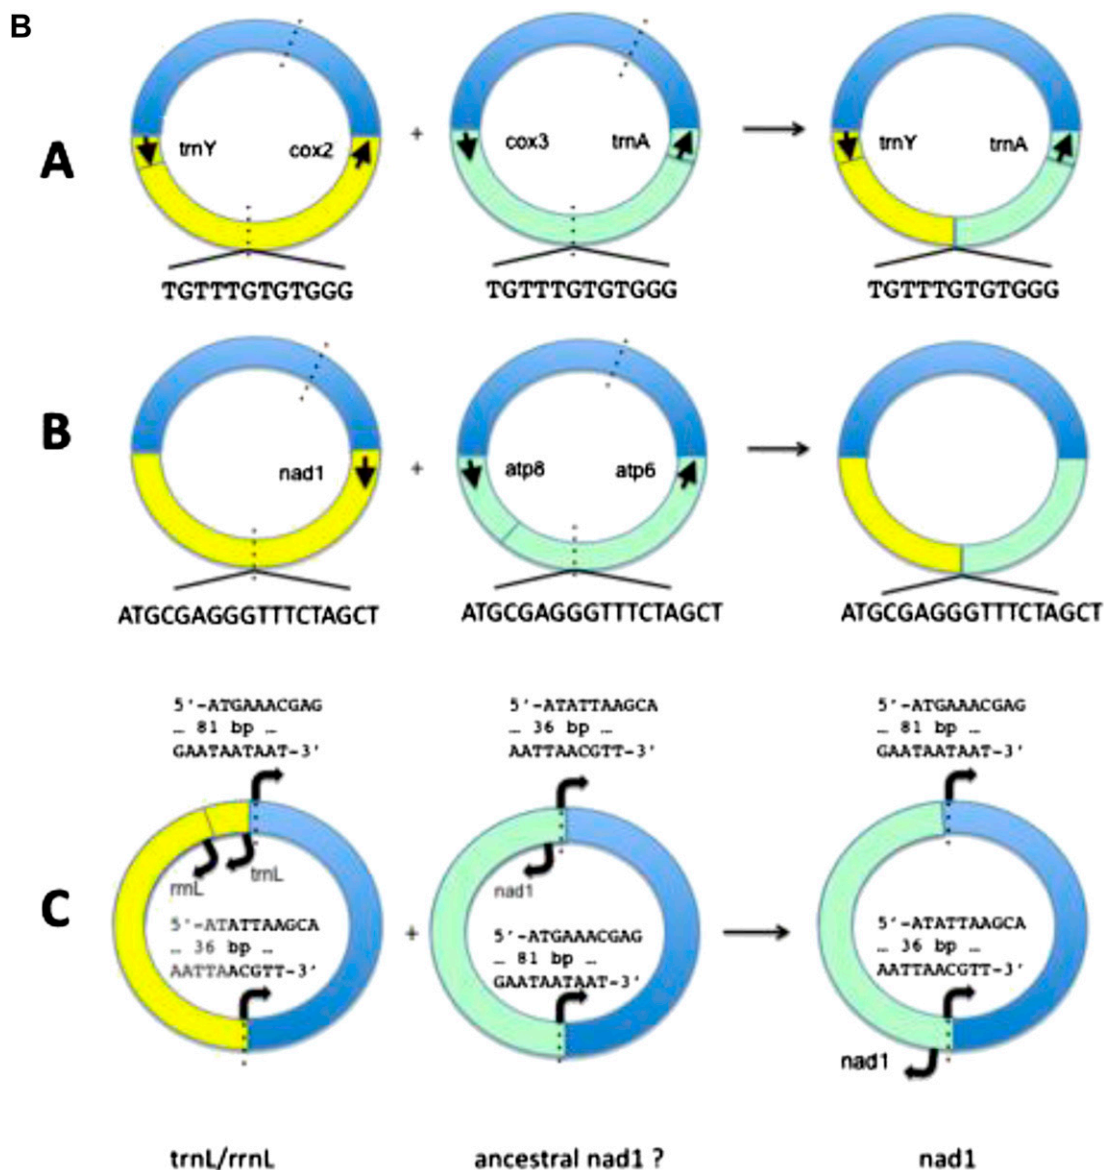 B
A
trnY
cox2
+
cox3
trnA
trnY
trnA
TGTTTGTGTGGG
TGTTTGTGTGGG
TGTTTGTGTGGG
B
nad1
+
atp8
atp6
ATGCGAGGGTTTCTAGCT
ATGCGAGGGTTTCTAGCT
ATGCGAGGGTTTCTAGCT
5'-ATGAAACGAG
… 81 bp …
GAATAATAAT-3'
5'-ATATTAAGCA
… 36 bp …
AATTAACGTT-3'
5'-ATGAAACGAG
… 81 bp …
GAATAATAAT-3'
C
rrnL
trnL
5'-ATATTAAGCA
… 36 bp …
AATTAACGTT-3'
+
nad1
5'-ATGAAACGAG
… 81 bp …
GAATAATAAT-3'
5'-ATATTAAGCA
… 36 bp …
AATTAACGTT-3'
nad1
trnL/rrnL
ancestral nad1 ?
nad1